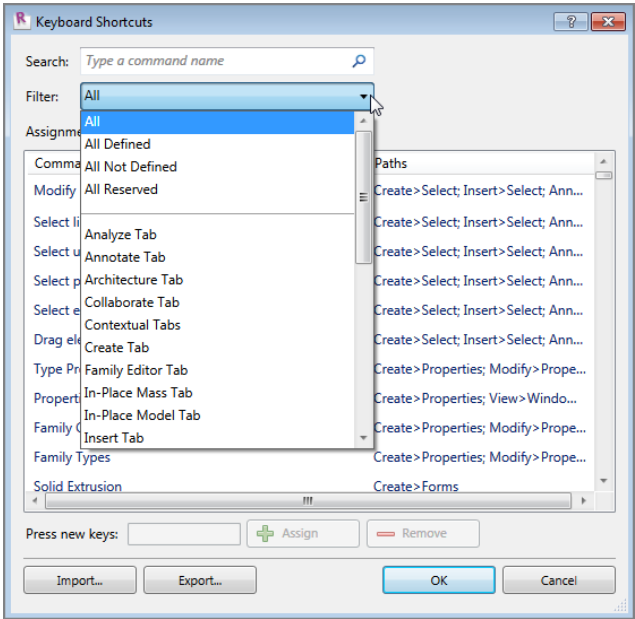 R Keyboard Shortcuts ?
Search: Type a command name
Filter: All
All
All Defined
All Not Defined
All Reserved
Analyze Tab
Annotate Tab
Architecture Tab
Collaborate Tab
Contextual Tabs
Create Tab
Family Editor Tab
In-Place Mass Tab
In-Place Model Tab
Insert Tab
Assignme
Comma Paths
Modify Create>Select; Insert>Select; Ann...
Select li Create>Select; Insert>Select; Ann...
Select u Create>Select; Insert>Select; Ann...
Select p Create>Select; Insert>Select; Ann...
Select e Create>Select; Insert>Select; Ann...
Drag ele Create>Select; Insert>Select; Ann...
Type Pr Create>Properties; Modify>Prope...
Properti Create>Properties; View>Windo...
Family Create>Properties; Modify>Prope...
Family Types Create>Properties; Modify>Prope...
Solid Extrusion Create>Forms
Press new keys: Assign Remove
Import... Export... OK Cancel